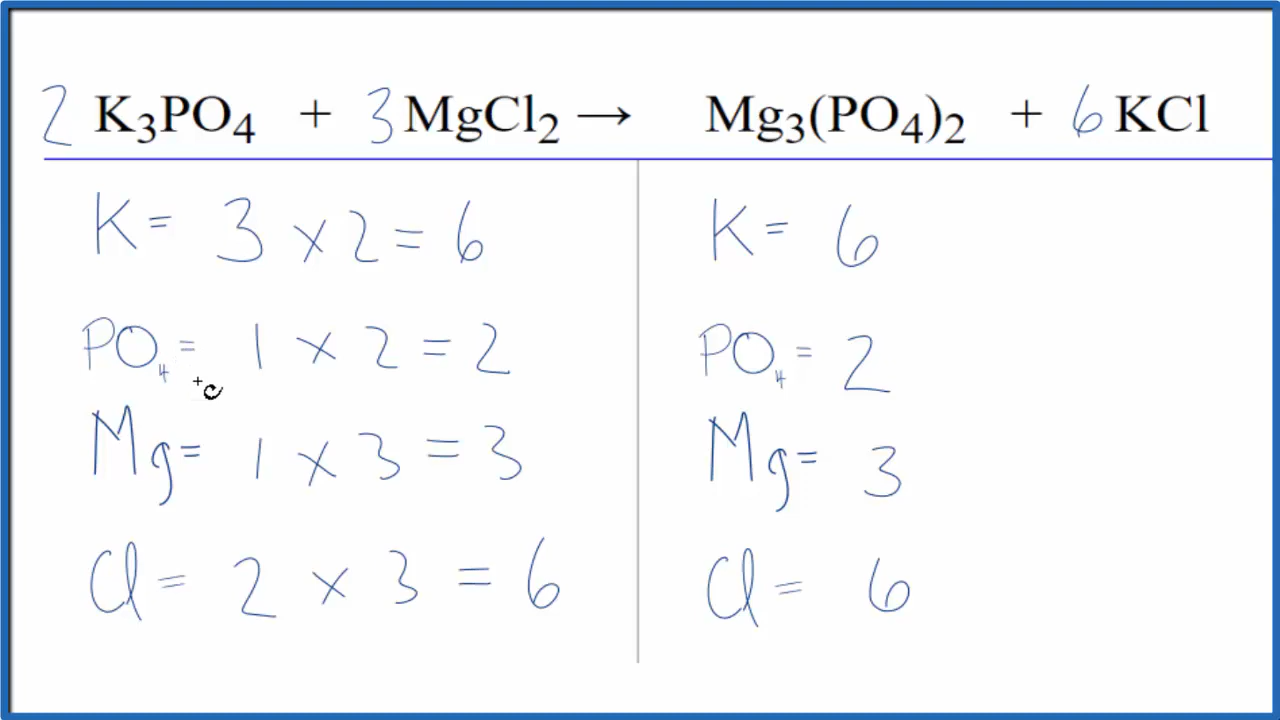 2 K₃PO₄ + 3 MgCl₂ → Mg₃(PO₄)₂ + 6 KCl
K = 3 x 2 = 6
PO₄ = 1 x 2 = 2
Mg = 1 x 3 = 3
Cl = 2 x 3 = 6
K = 6
PO₄ = 2
Mg = 3
Cl = 6